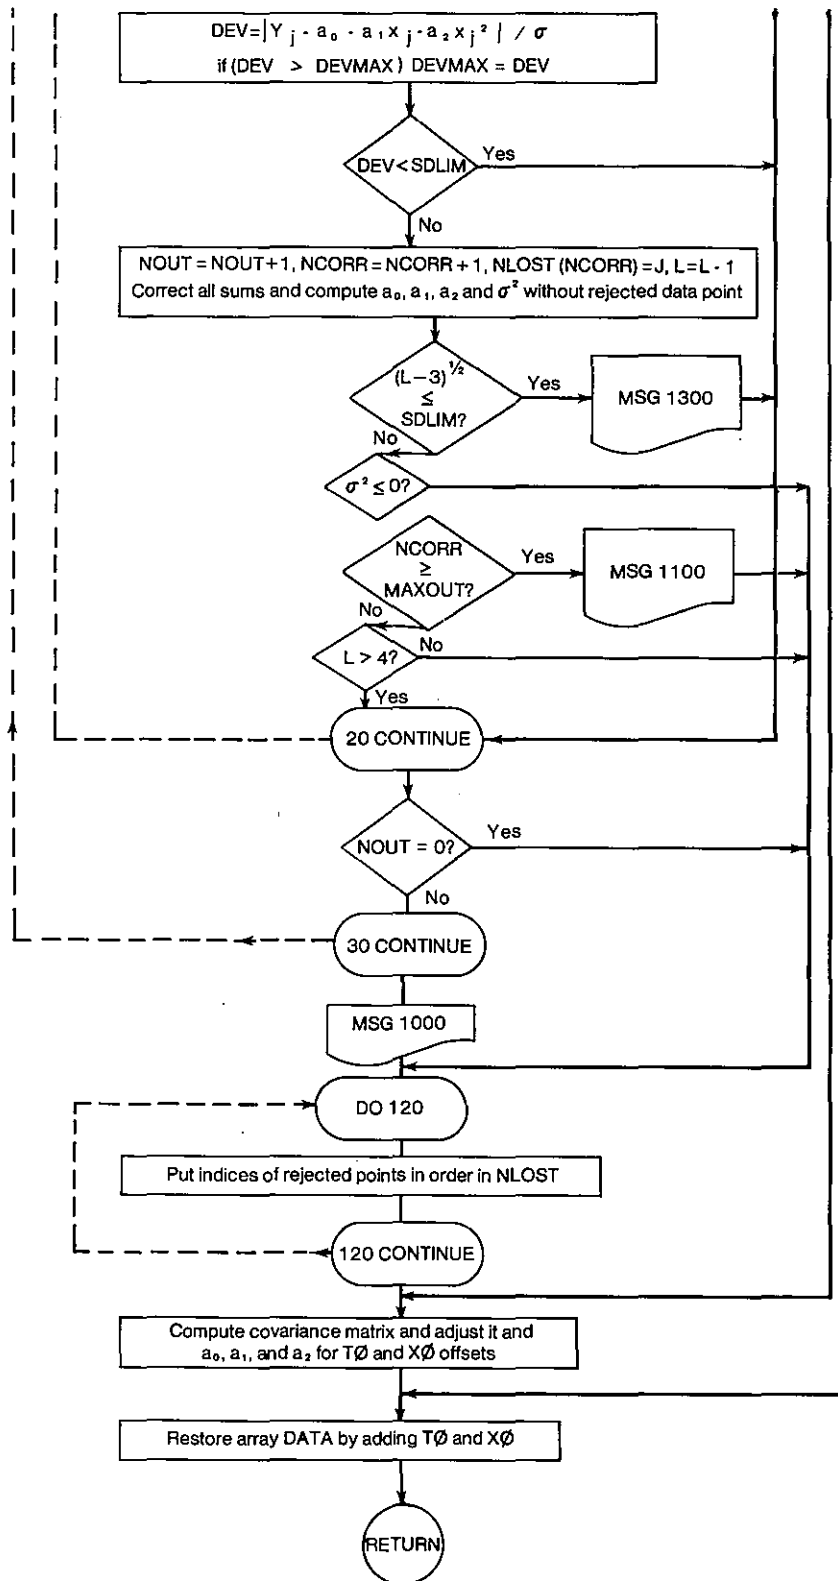 DEV=|Y j - a₀ - a₁x j - a₂ x j² | / σ
if (DEV > DEVMAX) DEVMAX = DEV
DEV < SDLIM
Yes
No
NOUT = NOUT+1, NCORR = NCORR + 1, NLOST (NCORR) = J, L = L - 1
Correct all sums and compute a₀, a₁, a₂ and σ² without rejected data point
(L-3) ½
≤
SDLIM?
Yes
MSG 1300
No
σ² ≤ 0?
NCORR
≥
MAXOUT?
Yes
MSG 1100
No
L > 4?
No
Yes
20 CONTINUE
NOUT = 0?
Yes
No
30 CONTINUE
MSG 1000
DO 120
Put indices of rejected points in order in NLOST
120 CONTINUE
Compute covariance matrix and adjust it and
a₀, a₁, and a₂ for TØ and XØ offsets
Restore array DATA by adding TØ and XØ
RETURN